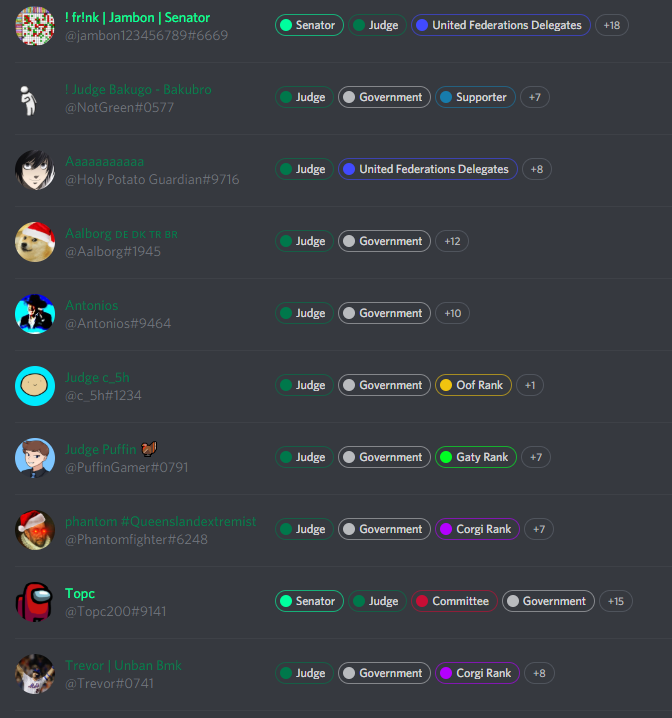 ! fr!nk | Jambon | Senator
@jambon123456789#6669
Senator Judge United Federations Delegates +18
! Judge Bakugo - Bakubro
@NotGreen#0577
Judge Government Supporter +7
Aaaaaaaaaaa
@Holy Potato Guardian#9716
Judge United Federations Delegates +8
Aalborg ᴅᴇ ᴅᴋ ᴛʀ ʙʀ
@Aalborg#1945
Judge Government +12
Antonios
@Antonios#9464
Judge Government +10
Judge c_5h
@c_5h#1234
Judge Government Oof Rank +1
Judge Puffin
@PuffinGamer#0791
Judge Government Gaty Rank +7
phantom #Queenslandextremist
@Phantomfighter#6248
Judge Government Corgi Rank +7
Topc
@Topc200#9141
Senator Judge Committee Government +15
Trevor | Unban Bmk
@Trevor#0741
Judge Government Corgi Rank +8